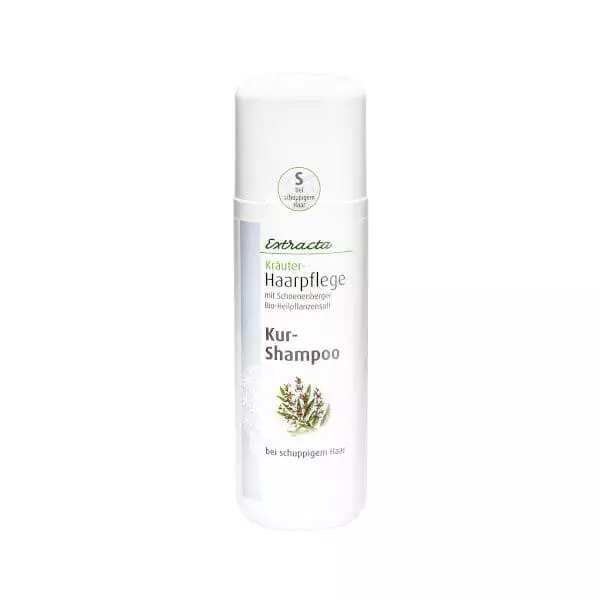 S
bei
schuppigem
Haar
Extracta
Kräuter-
Haarpflege
mit Schoenenberger
Bio-Heilpflanzensaft
Kur-
Shampoo
bei schuppigem Haar